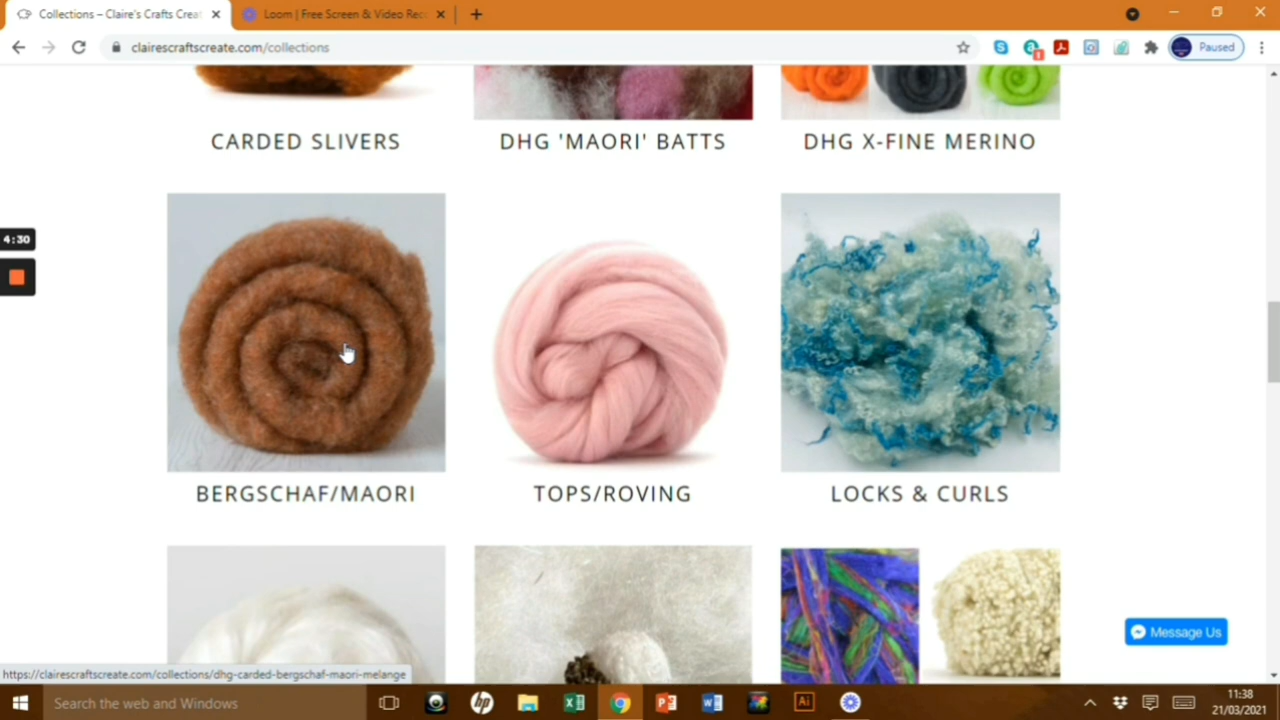 Collections – Claire's Crafts Creat
Loom | Free Screen & Video Rec
clairescraftscreate.com/collections
Paused
CARDED SLIVERS
DHG 'MAORI' BATTS
DHG X-FINE MERINO
4:30
BERGSCHAF/MAORI
TOPS/ROVING
LOCKS & CURLS
Message Us
https://clairescraftscreate.com/collections/dhg-carded-bergschaf-maori-melange
Search the web and Windows
hp
Ai
11:38
21/03/2021